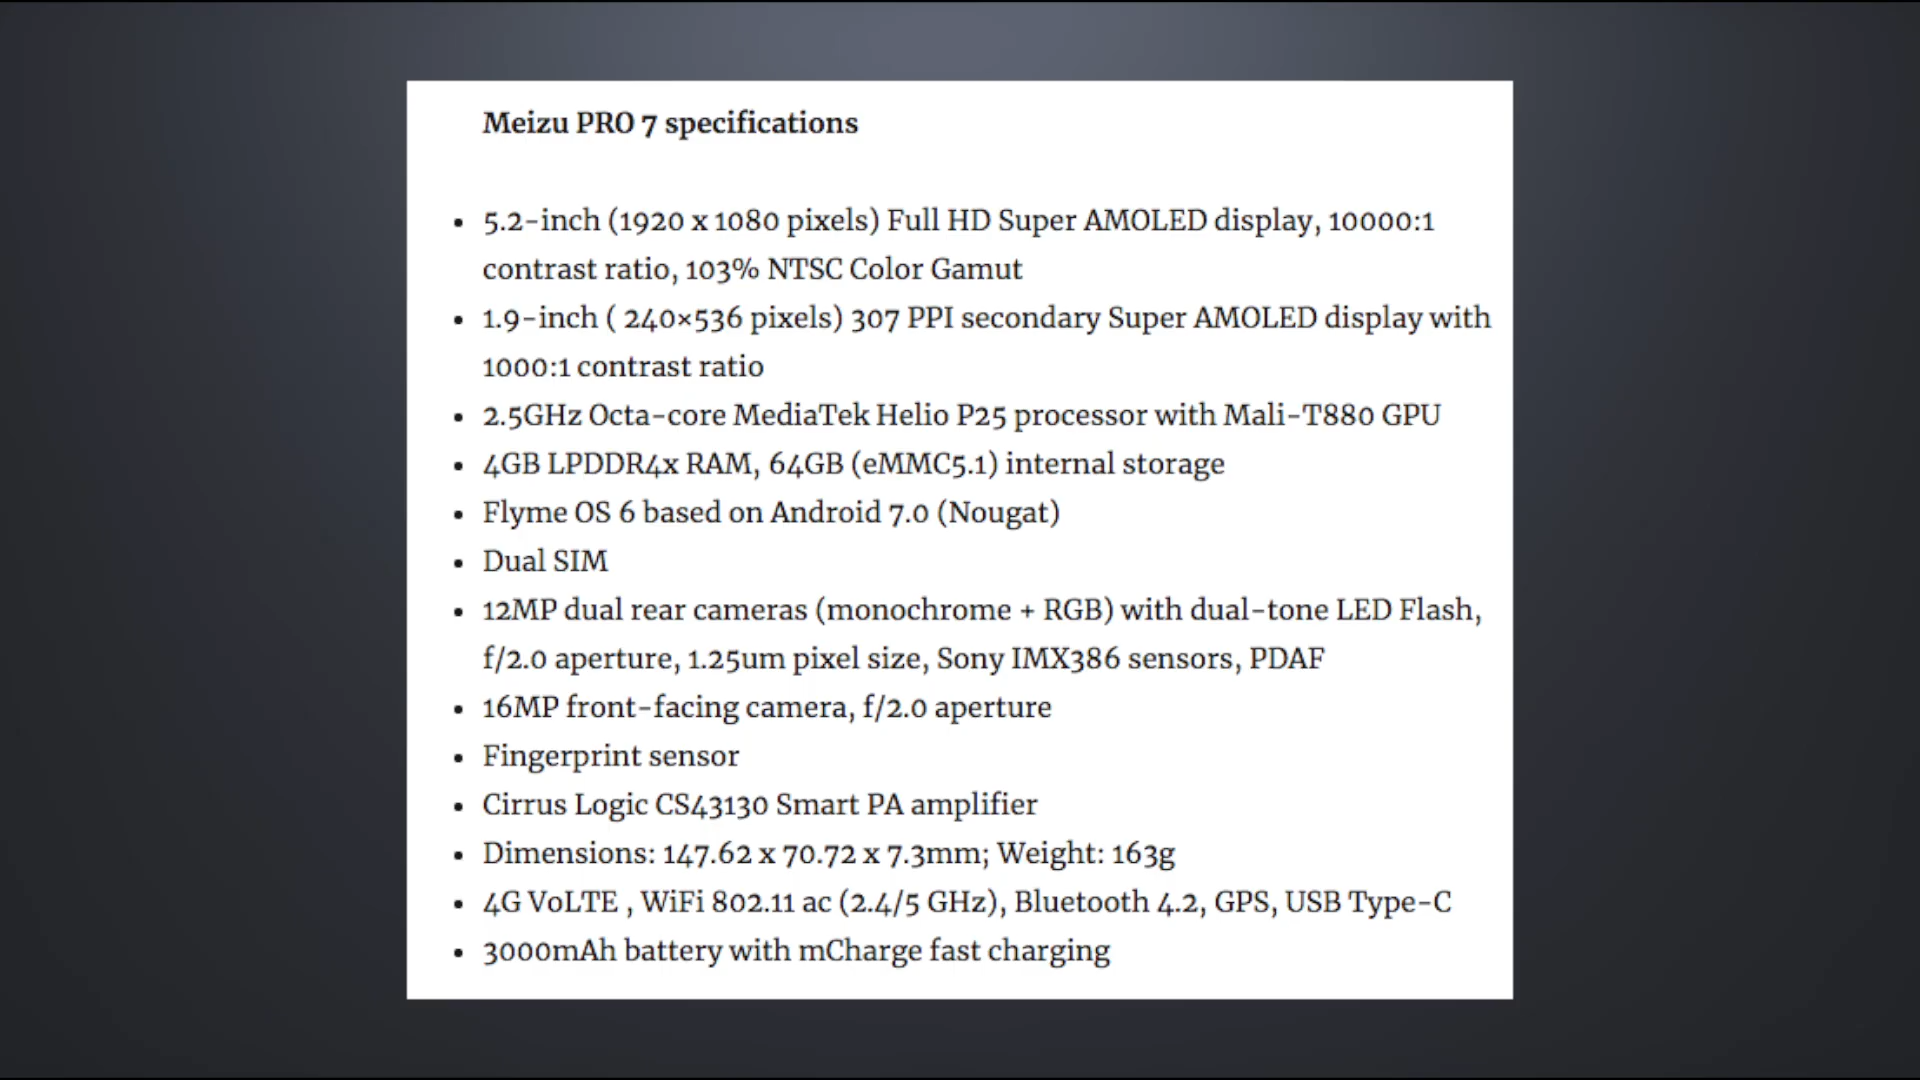 Meizu PRO 7 specifications
• 5.2-inch (1920 x 1080 pixels) Full HD Super AMOLED display, 10000:1
contrast ratio, 103% NTSC Color Gamut
• 1.9-inch ( 240×536 pixels) 307 PPI secondary Super AMOLED display with
1000:1 contrast ratio
• 2.5GHz Octa-core MediaTek Helio P25 processor with Mali-T880 GPU
• 4GB LPDDR4x RAM, 64GB (eMMC5.1) internal storage
• Flyme OS 6 based on Android 7.0 (Nougat)
• Dual SIM
• 12MP dual rear cameras (monochrome + RGB) with dual-tone LED Flash,
f/2.0 aperture, 1.25um pixel size, Sony IMX386 sensors, PDAF
• 16MP front-facing camera, f/2.0 aperture
• Fingerprint sensor
• Cirrus Logic CS43130 Smart PA amplifier
• Dimensions: 147.62 x 70.72 x 7.3mm; Weight: 163g
• 4G VoLTE , WiFi 802.11 ac (2.4/5 GHz), Bluetooth 4.2, GPS, USB Type-C
• 3000mAh battery with mCharge fast charging